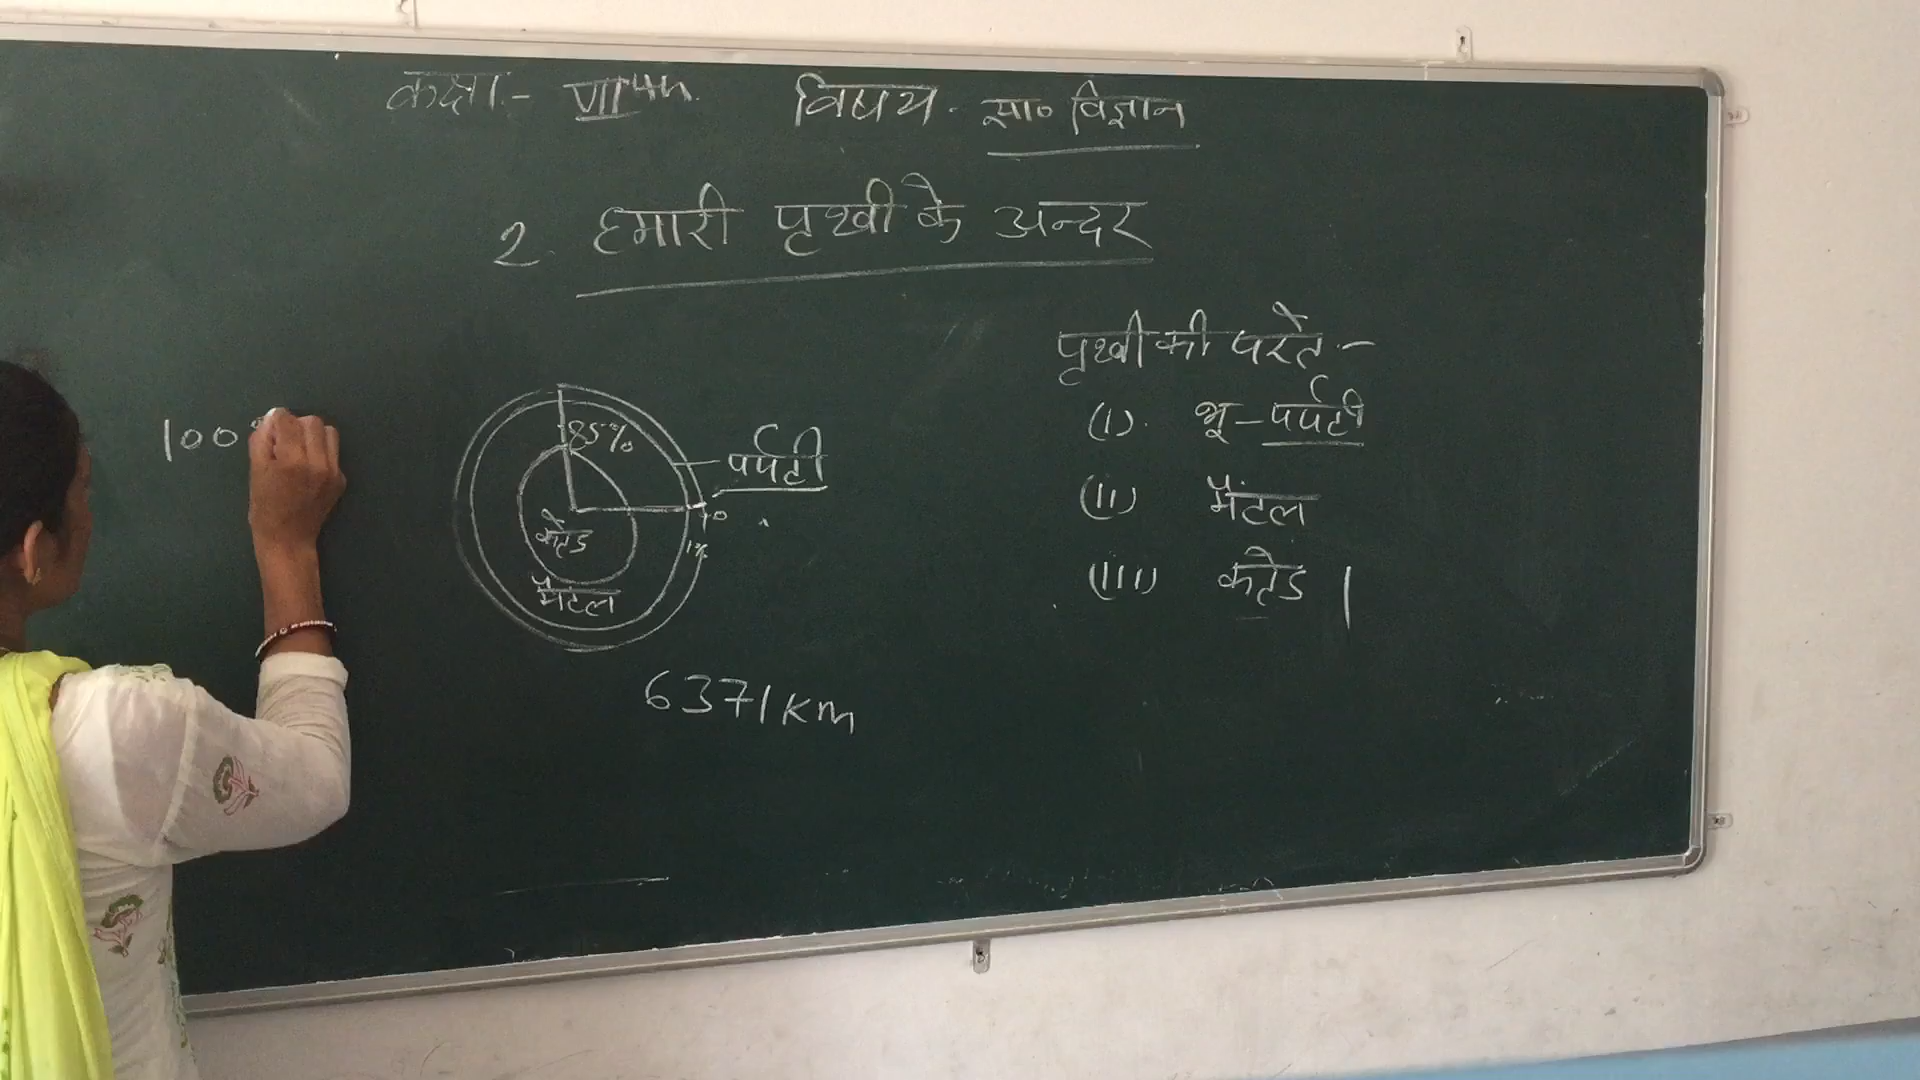 कक्षा - VII 4th. विषय - सा० विज्ञान
2. हमारी पृथ्वी के अन्दर
पृथ्वी की परते :-
(I). भू-पर्पटी
(II) मैंटल
(III) क्रोड |
100%
85%
पर्पटी
1%
क्रोड
मैंटल
6371 km